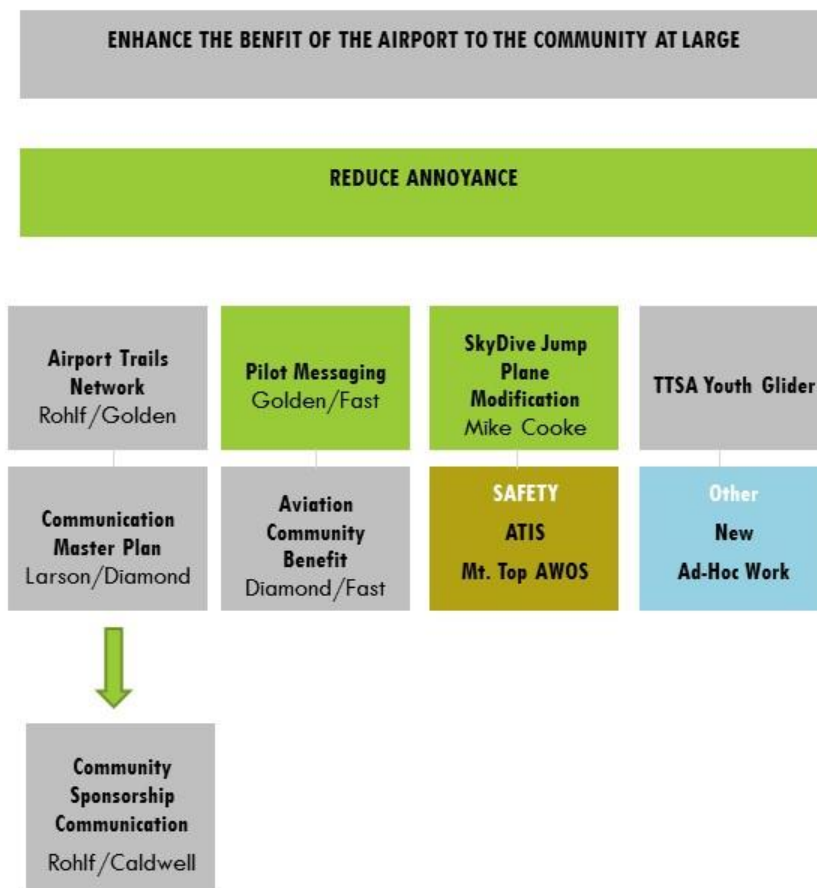 ENHANCE THE BENFIT OF THE AIRPORT TO THE COMMUNITY AT LARGE
REDUCE ANNOYANCE
Airport Trails
Network
Rohlf/Golden
Pilot Messaging
Golden/Fast
SkyDive Jump
Plane
Modification
Mike Cooke
TTSA Youth Glider
Communication
Master Plan
Larson/Diamond
Aviation
Community
Benefit
Diamond/Fast
SAFETY
ATIS
Mt. Top AWOS
Other
New
Ad-Hoc Work
Community
Sponsorship
Communication
Rohlf/Caldwell